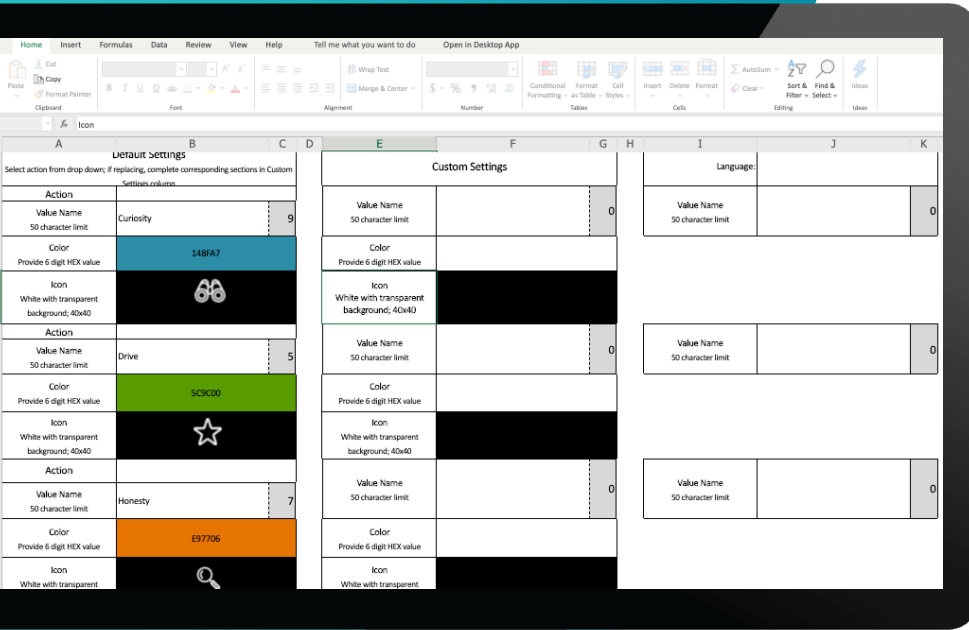 Home Insert Formulas Data Review View Help Tell me what you want to do Open in Desktop App
Paste
Cut
Copy
Format Painter
Clipboard
B I U D ab A
Font
Alignment
Wrap Text
Merge & Center
$ %
Number
Conditional Formatting
Format as Table
Cell Styles
Tables
Insert Delete Format
Cells
AutoSum
Clear
Sort & Filter
Find & Select
Editing
Ideas
Ideas
fx Icon
A B C D E F G H I J K
Default Settings
Select action from drop down; if replacing, complete corresponding sections in Custom
Settings column
Custom Settings
Language:
Action
Value Name
50 character limit
Curiosity
9
Value Name
50 character limit
0
Value Name
50 character limit
0
Color
Provide 6 digit HEX value
148FA7
Color
Provide 6 digit HEX value
Icon
White with transparent
background; 40x40
Icon
White with transparent
background; 40x40
Action
Value Name
50 character limit
Drive
5
Value Name
50 character limit
0
Value Name
50 character limit
0
Color
Provide 6 digit HEX value
5C9C00
Color
Provide 6 digit HEX value
Icon
White with transparent
background; 40x40
Icon
White with transparent
background; 40x40
Action
Value Name
50 character limit
Honesty
7
Value Name
50 character limit
0
Value Name
50 character limit
0
Color
Provide 6 digit HEX value
E97706
Color
Provide 6 digit HEX value
Icon
White with transparent
Icon
White with transparent